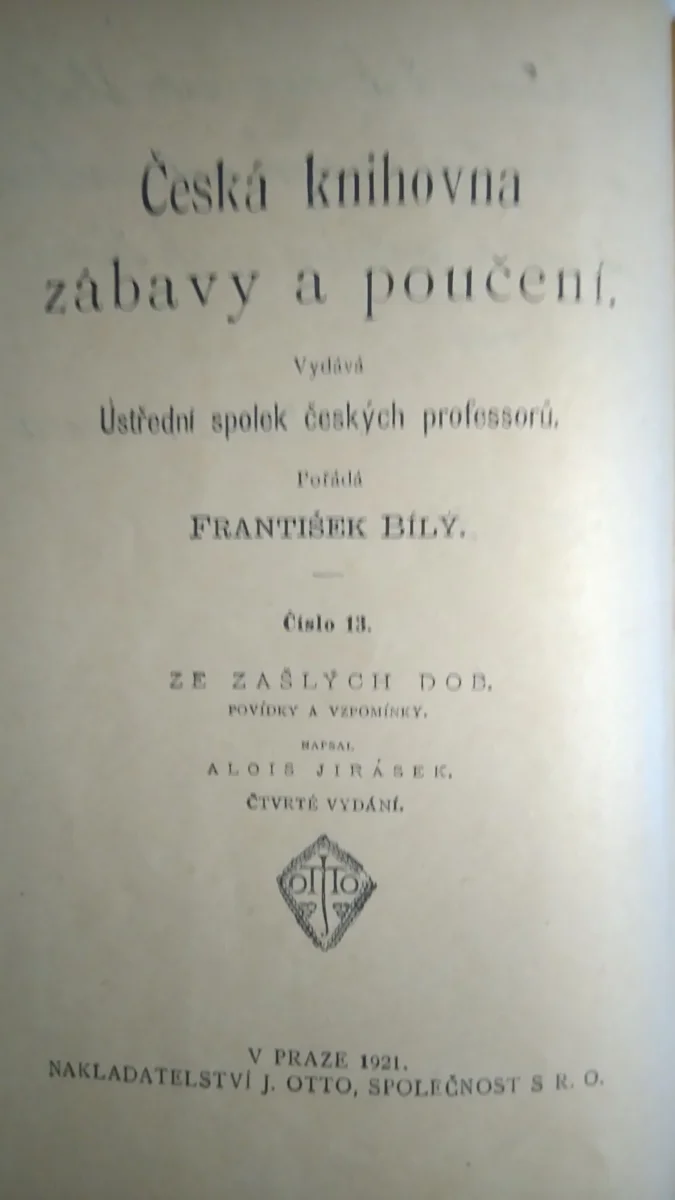 Česká knihovna
zábavy a poučení.
Vydává
Ústřední spolek českých professorů.
Pořádá
FRANTIŠEK BÍLÝ.
Číslo 13.
ZE ZAŠLÝCH DOB.
POVÍDKY A VZPOMÍNKY.
NAPSAL
ALOIS JIRÁSEK.
ČTVRTÉ VYDÁNÍ.
OTTO
V PRAZE 1921.
NAKLADATELSTVÍ J. OTTO, SPOLEČNOST S R. O.